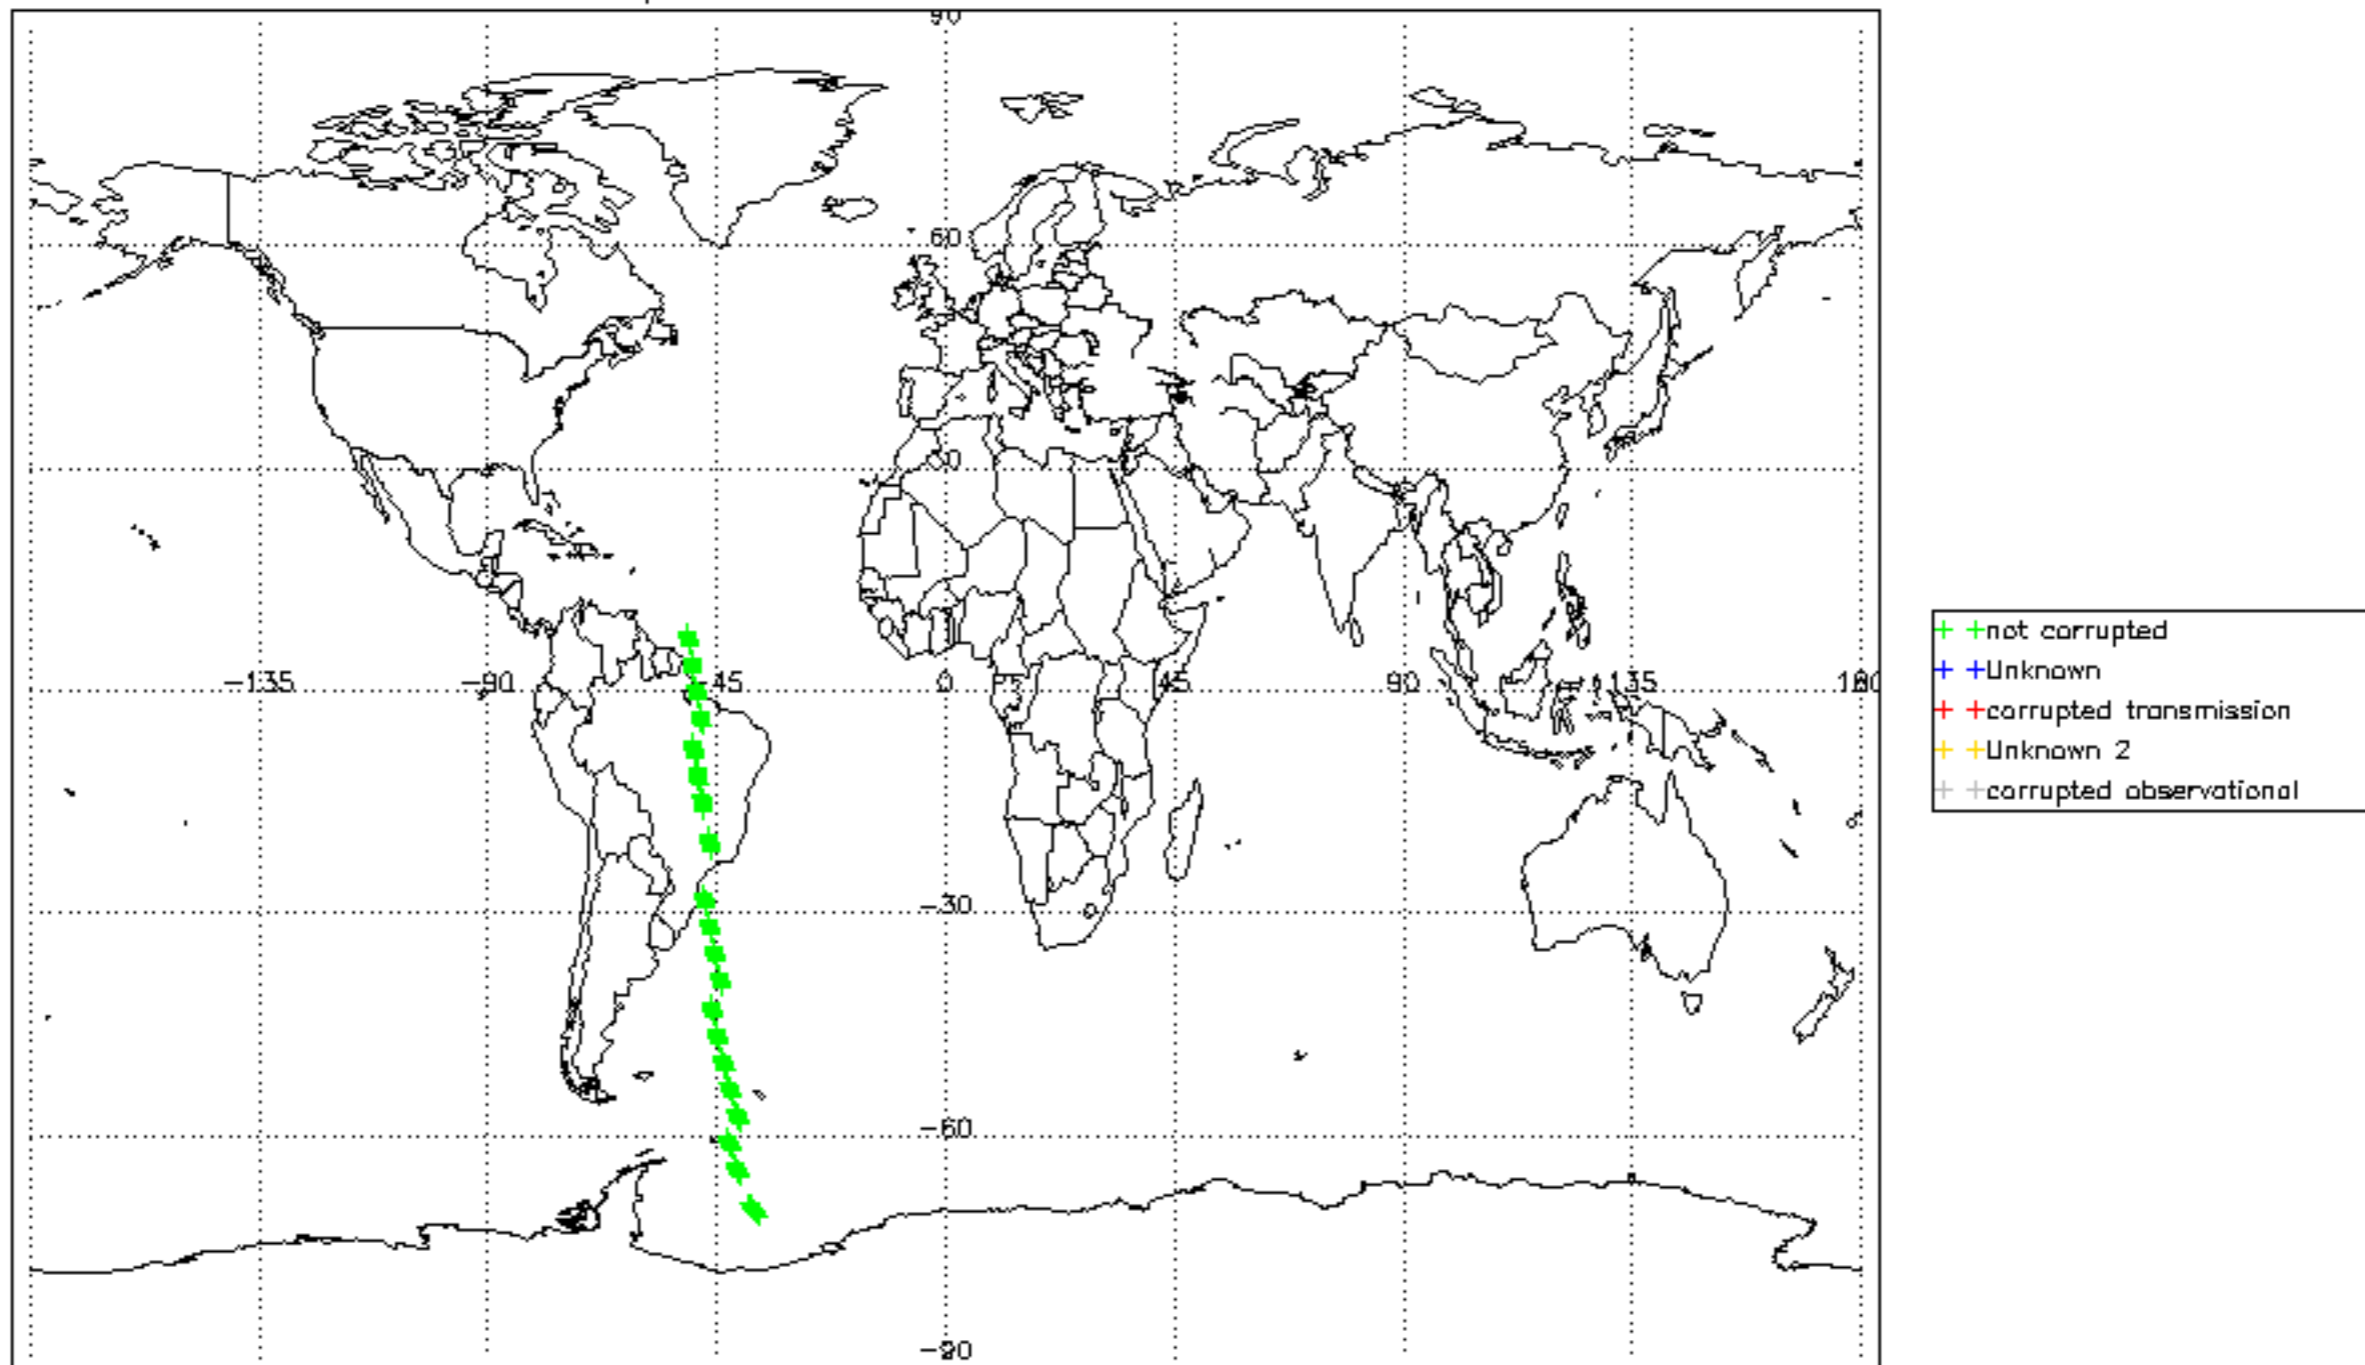 90
60
30
-135 -90 -45 0 45 90 135 180
-30
-60
-90
not corrupted
Unknown
corrupted transmission
Unknown 2
corrupted observational